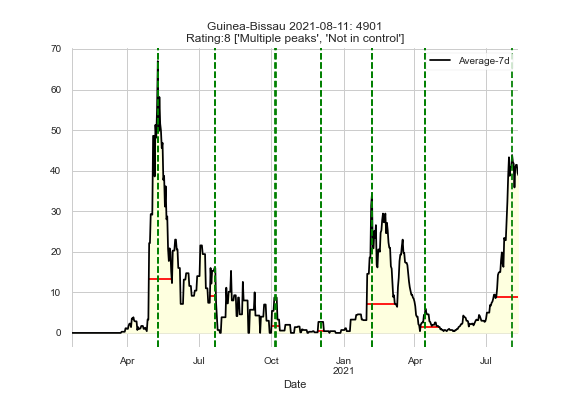 Guinea-Bissau 2021-08-11: 4901
Rating:8 ['Multiple peaks', 'Not in control']
Average-7d
70
60
50
40
30
20
10
0
Apr Jul Oct Jan Apr Jul
2021
Date